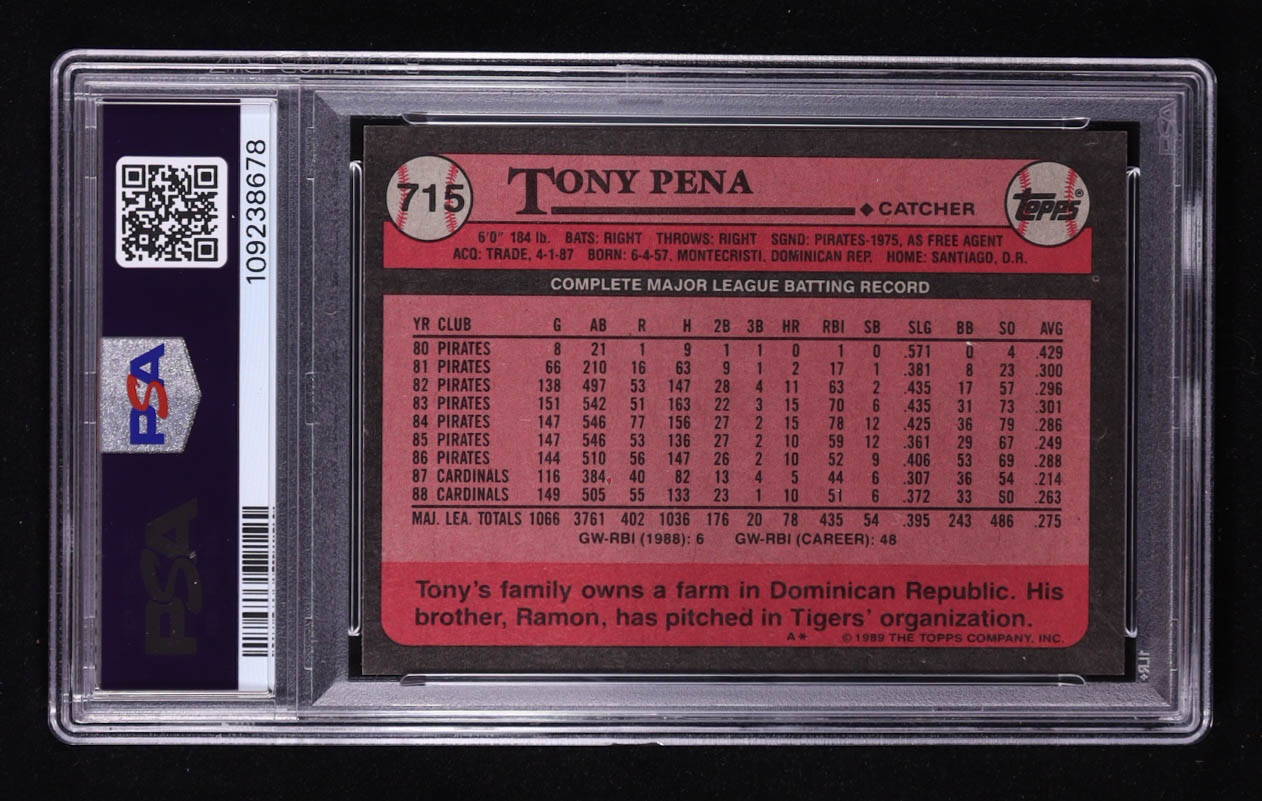 715
TONY PENA
◆ CATCHER
Topps®
6'0" 184 lb. BATS: RIGHT THROWS: RIGHT SGND: PIRATES-1975, AS FREE AGENT
ACQ: TRADE, 4-1-87 BORN: 6-4-57, MONTECRISTI, DOMINICAN REP. HOME: SANTIAGO, D.R.
COMPLETE MAJOR LEAGUE BATTING RECORD
YR CLUB G AB R H 2B 3B HR RBI SB SLG BB SO AVG
80 PIRATES 8 21 1 9 1 1 0 1 0 .571 0 4 .429
81 PIRATES 66 210 16 63 9 1 2 17 1 .381 8 23 .300
82 PIRATES 138 497 53 147 28 4 11 63 2 .435 17 57 .296
83 PIRATES 151 542 51 163 22 3 15 70 6 .435 31 73 .301
84 PIRATES 147 546 77 156 27 2 15 78 12 .425 36 79 .286
85 PIRATES 147 546 53 136 27 2 10 59 12 .361 29 67 .249
86 PIRATES 144 510 56 147 26 2 10 52 9 .406 53 69 .288
87 CARDINALS 116 384 40 82 13 4 5 44 6 .307 36 54 .214
88 CARDINALS 149 505 55 133 23 1 10 51 6 .372 33 60 .263
MAJ. LEA. TOTALS 1066 3761 402 1036 176 20 78 435 54 .395 243 486 .275
GW-RBI (1988): 6 GW-RBI (CAREER): 48
Tony's family owns a farm in Dominican Republic. His
brother, Ramon, has pitched in Tigers' organization.
A* © 1989 THE TOPPS COMPANY, INC.
109238678
PSA
PSA
PSA
1LR+